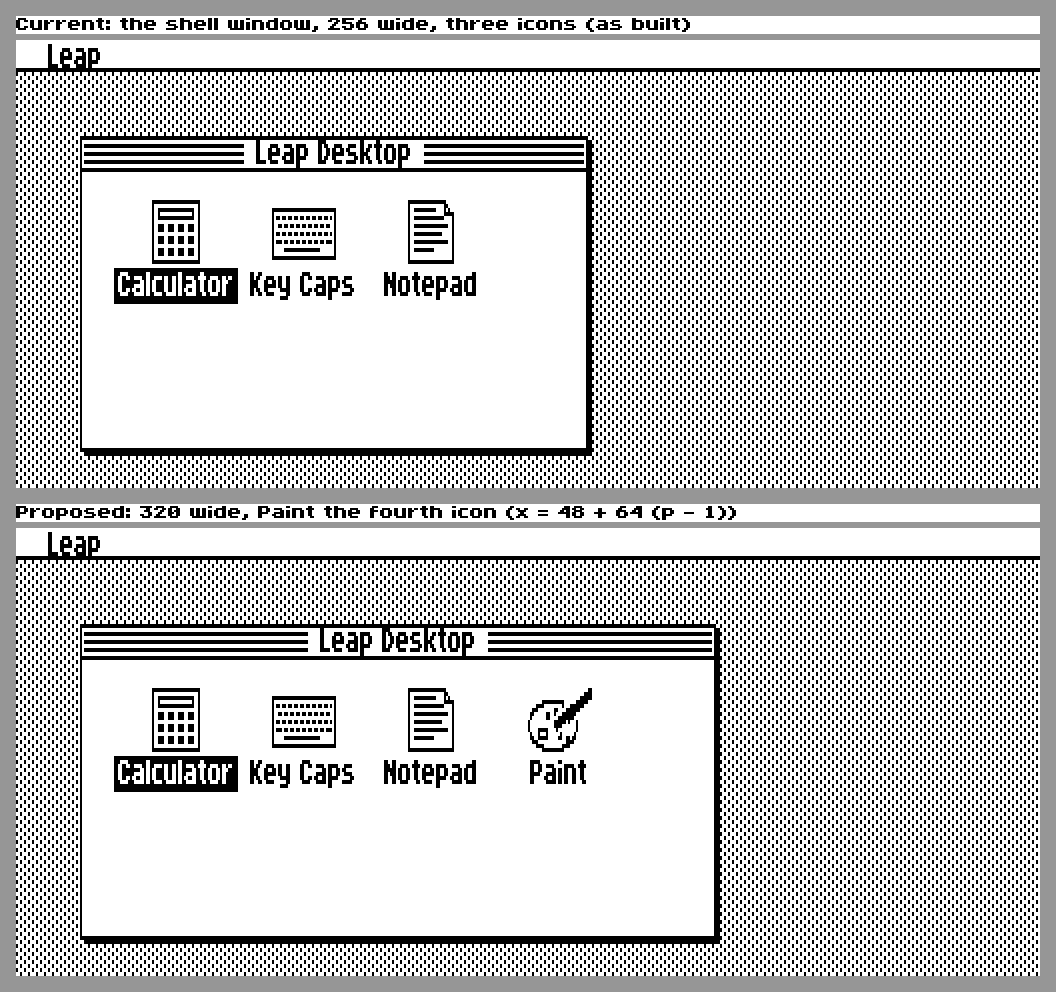 Current: the shell window, 256 wide, three icons (as built)
Leap
Leap Desktop
Calculator Key Caps Notepad
Proposed: 320 wide, Paint the fourth icon (x = 48 + 64 (p - 1))
Leap
Leap Desktop
Calculator Key Caps Notepad Paint